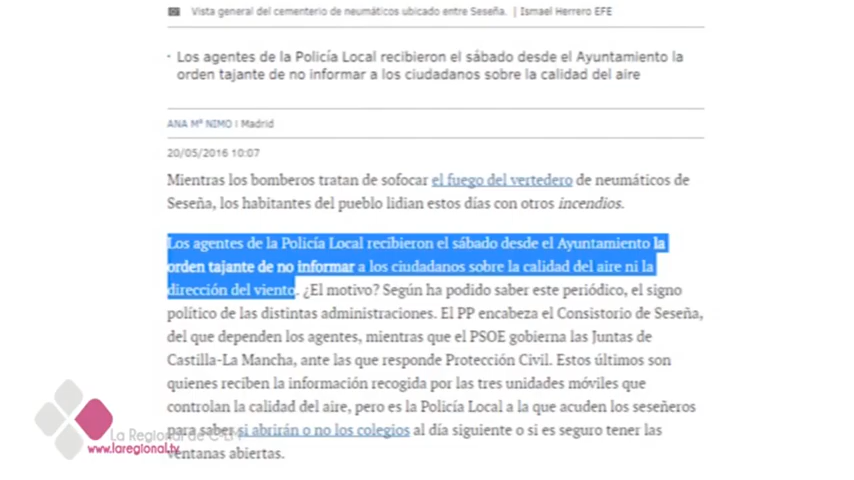 Vista general del cementerio de neumáticos ubicado entre Seseña. | Ismael Herrero EFE
· Los agentes de la Policía Local recibieron el sábado desde el Ayuntamiento la
orden tajante de no informar a los ciudadanos sobre la calidad del aire
ANA Mª NIMO | Madrid
20/05/2016 10:07
Mientras los bomberos tratan de sofocar el fuego del vertedero de neumáticos de
Seseña, los habitantes del pueblo lidian estos días con otros incendios.
Los agentes de la Policía Local recibieron el sábado desde el Ayuntamiento la
orden tajante de no informar a los ciudadanos sobre la calidad del aire ni la
dirección del viento. ¿El motivo? Según ha podido saber este periódico, el signo
político de las distintas administraciones. El PP encabeza el Consistorio de Seseña,
del que dependen los agentes, mientras que el PSOE gobierna las Juntas de
Castilla-La Mancha, ante las que responde Protección Civil. Estos últimos son
quienes reciben la información recogida por las tres unidades móviles que
controlan la calidad del aire, pero es la Policía Local a la que acuden los seseñeros
para saber si abrirán o no los colegios al día siguiente o si es seguro tener las
ventanas abiertas.
La Regional de C-LM
www.laregional.tv